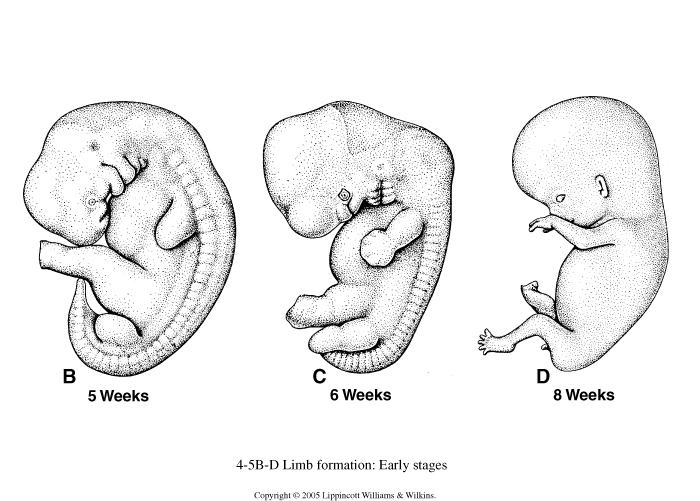 B
5 Weeks
C
6 Weeks
D
8 Weeks
4-5B-D Limb formation: Early stages
Copyright © 2005 Lippincott Williams & Wilkins.